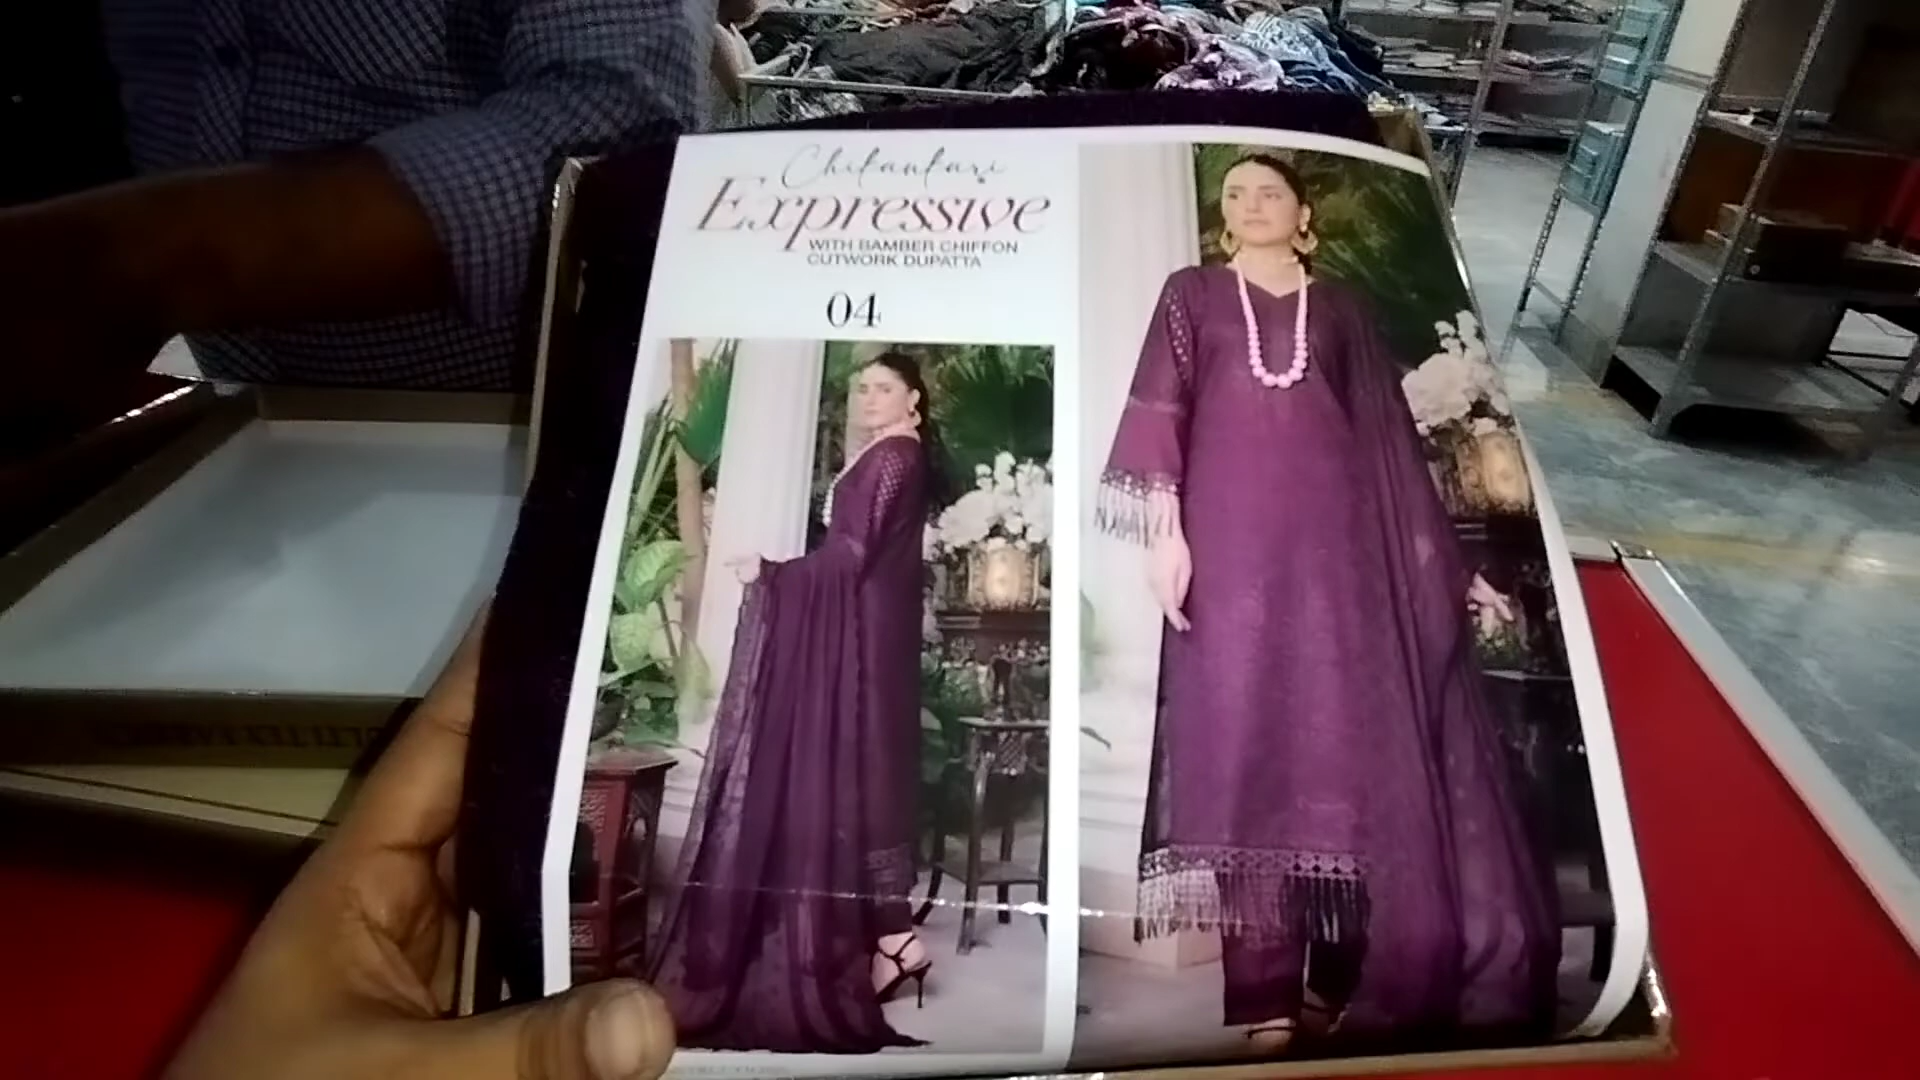 Chikankari
Expressive
WITH BAMBER CHIFFON
CUTWORK DUPATTA
04